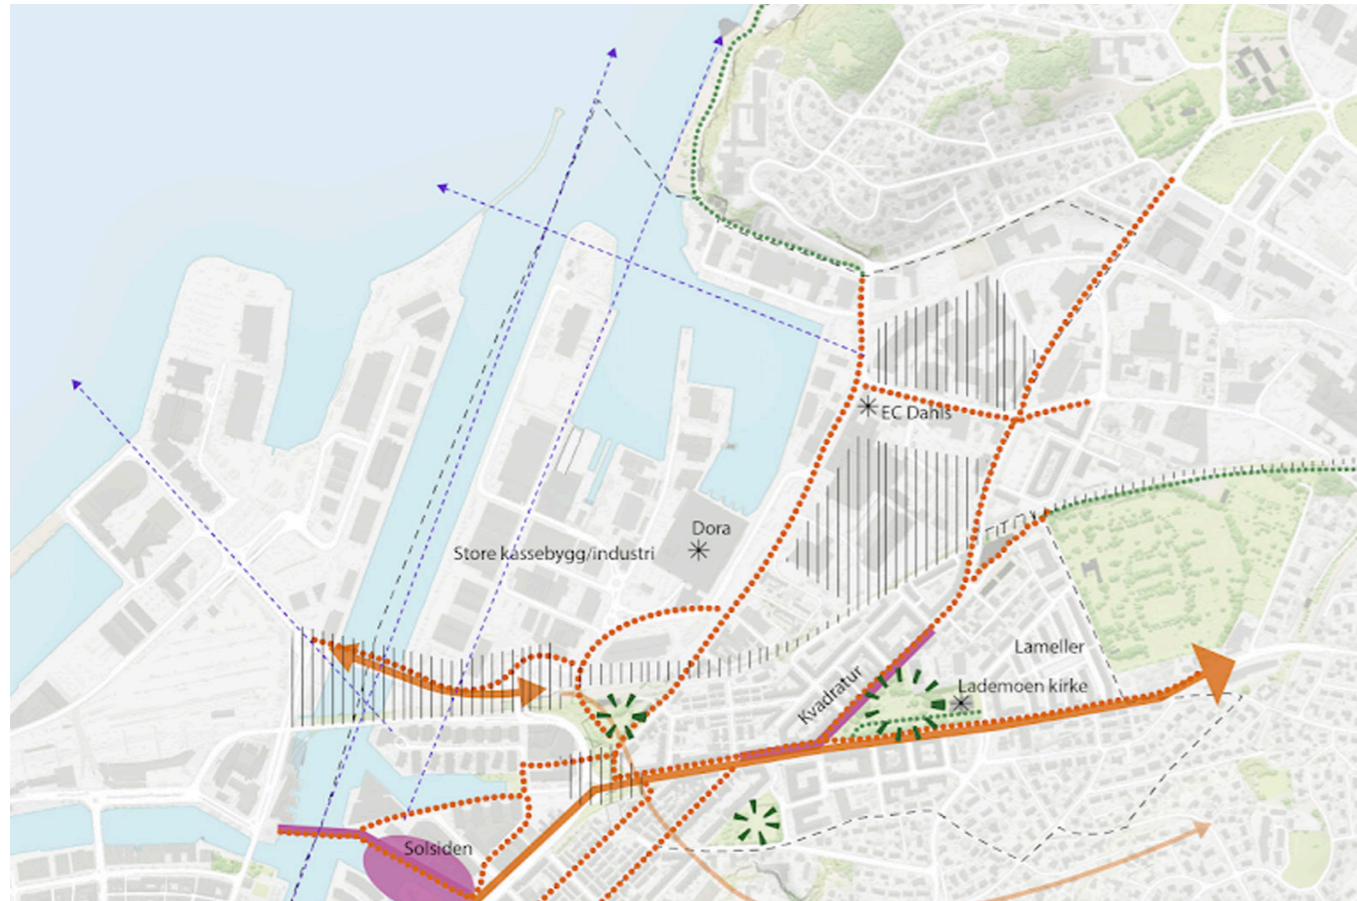 EC Dahls
Dora
Store kassebygg/industri
Lameller
Lademoen kirke
Kvadratur
Solsiden